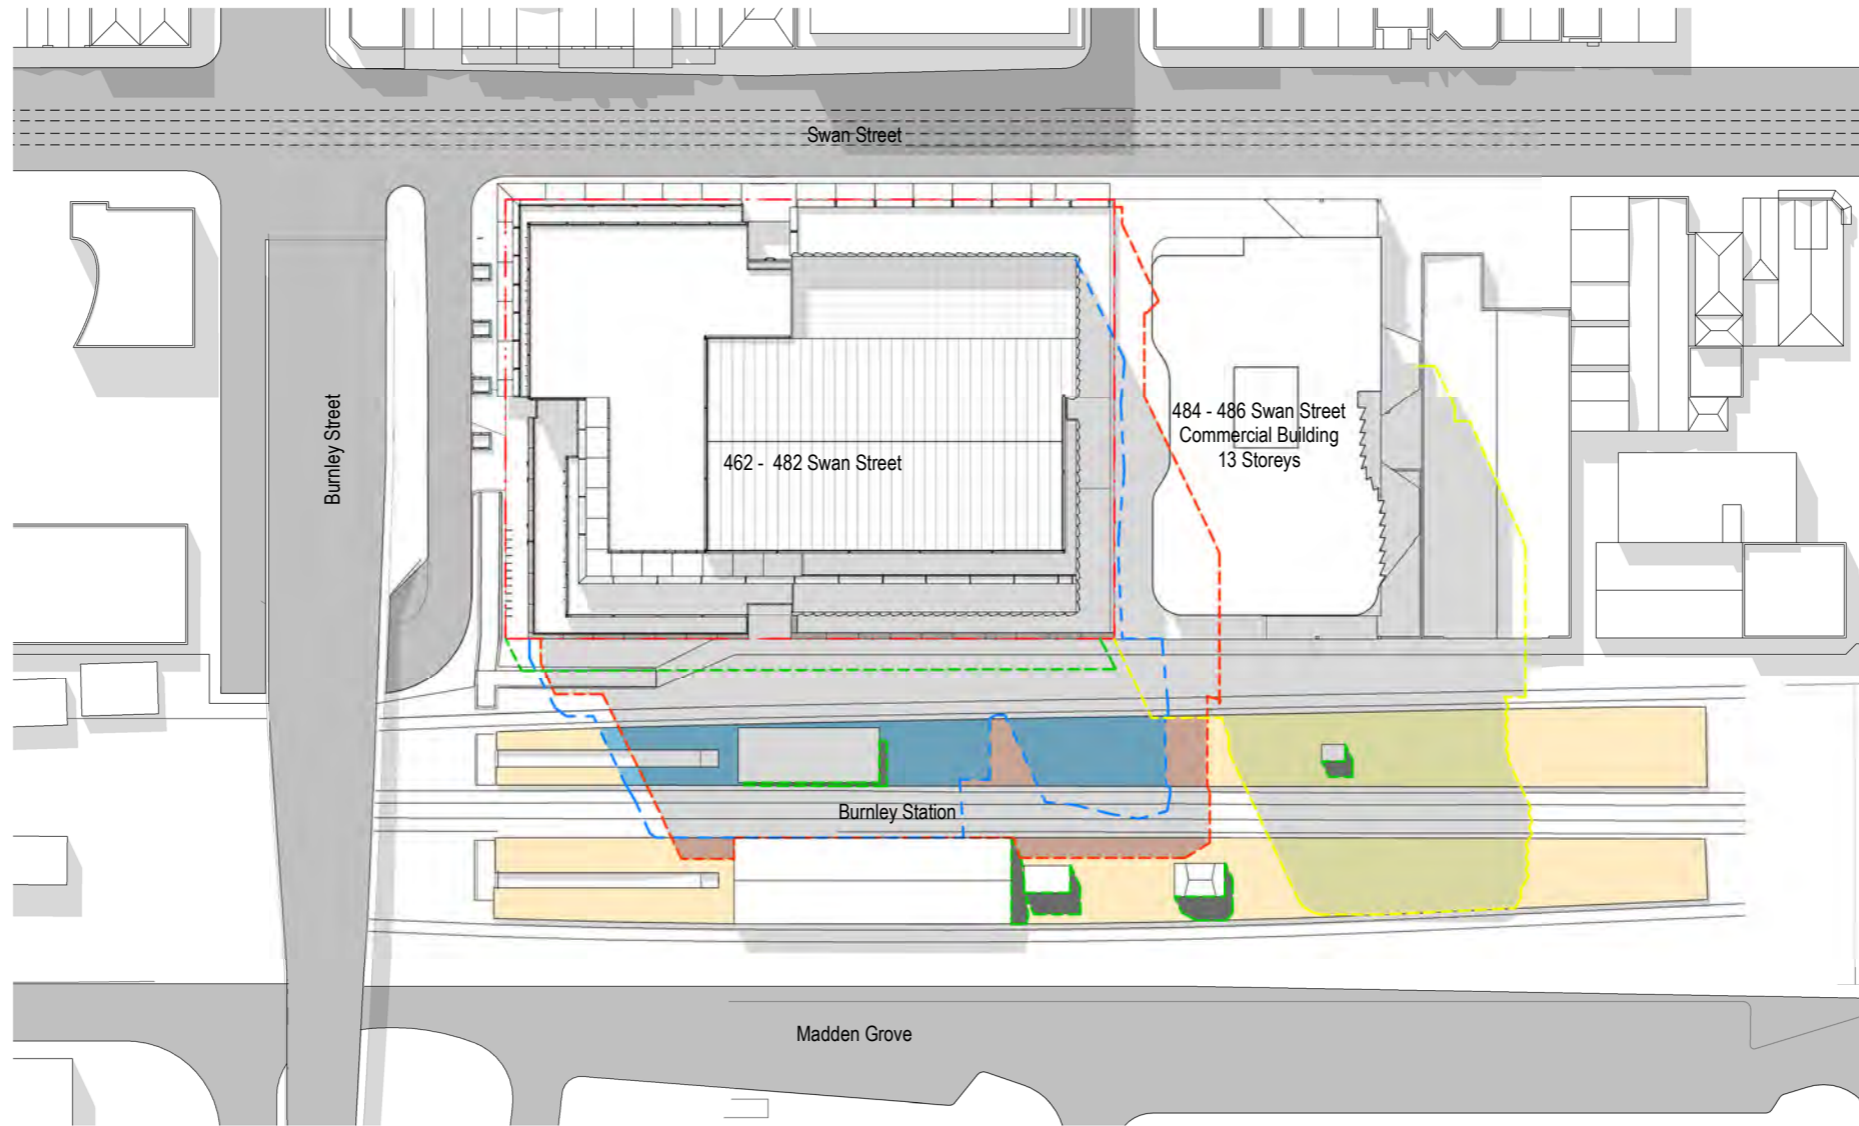 Swan Street
Burnley Street
462 - 482 Swan Street
484 - 486 Swan Street
Commercial Building
13 Storeys
Burnley Station
Madden Grove